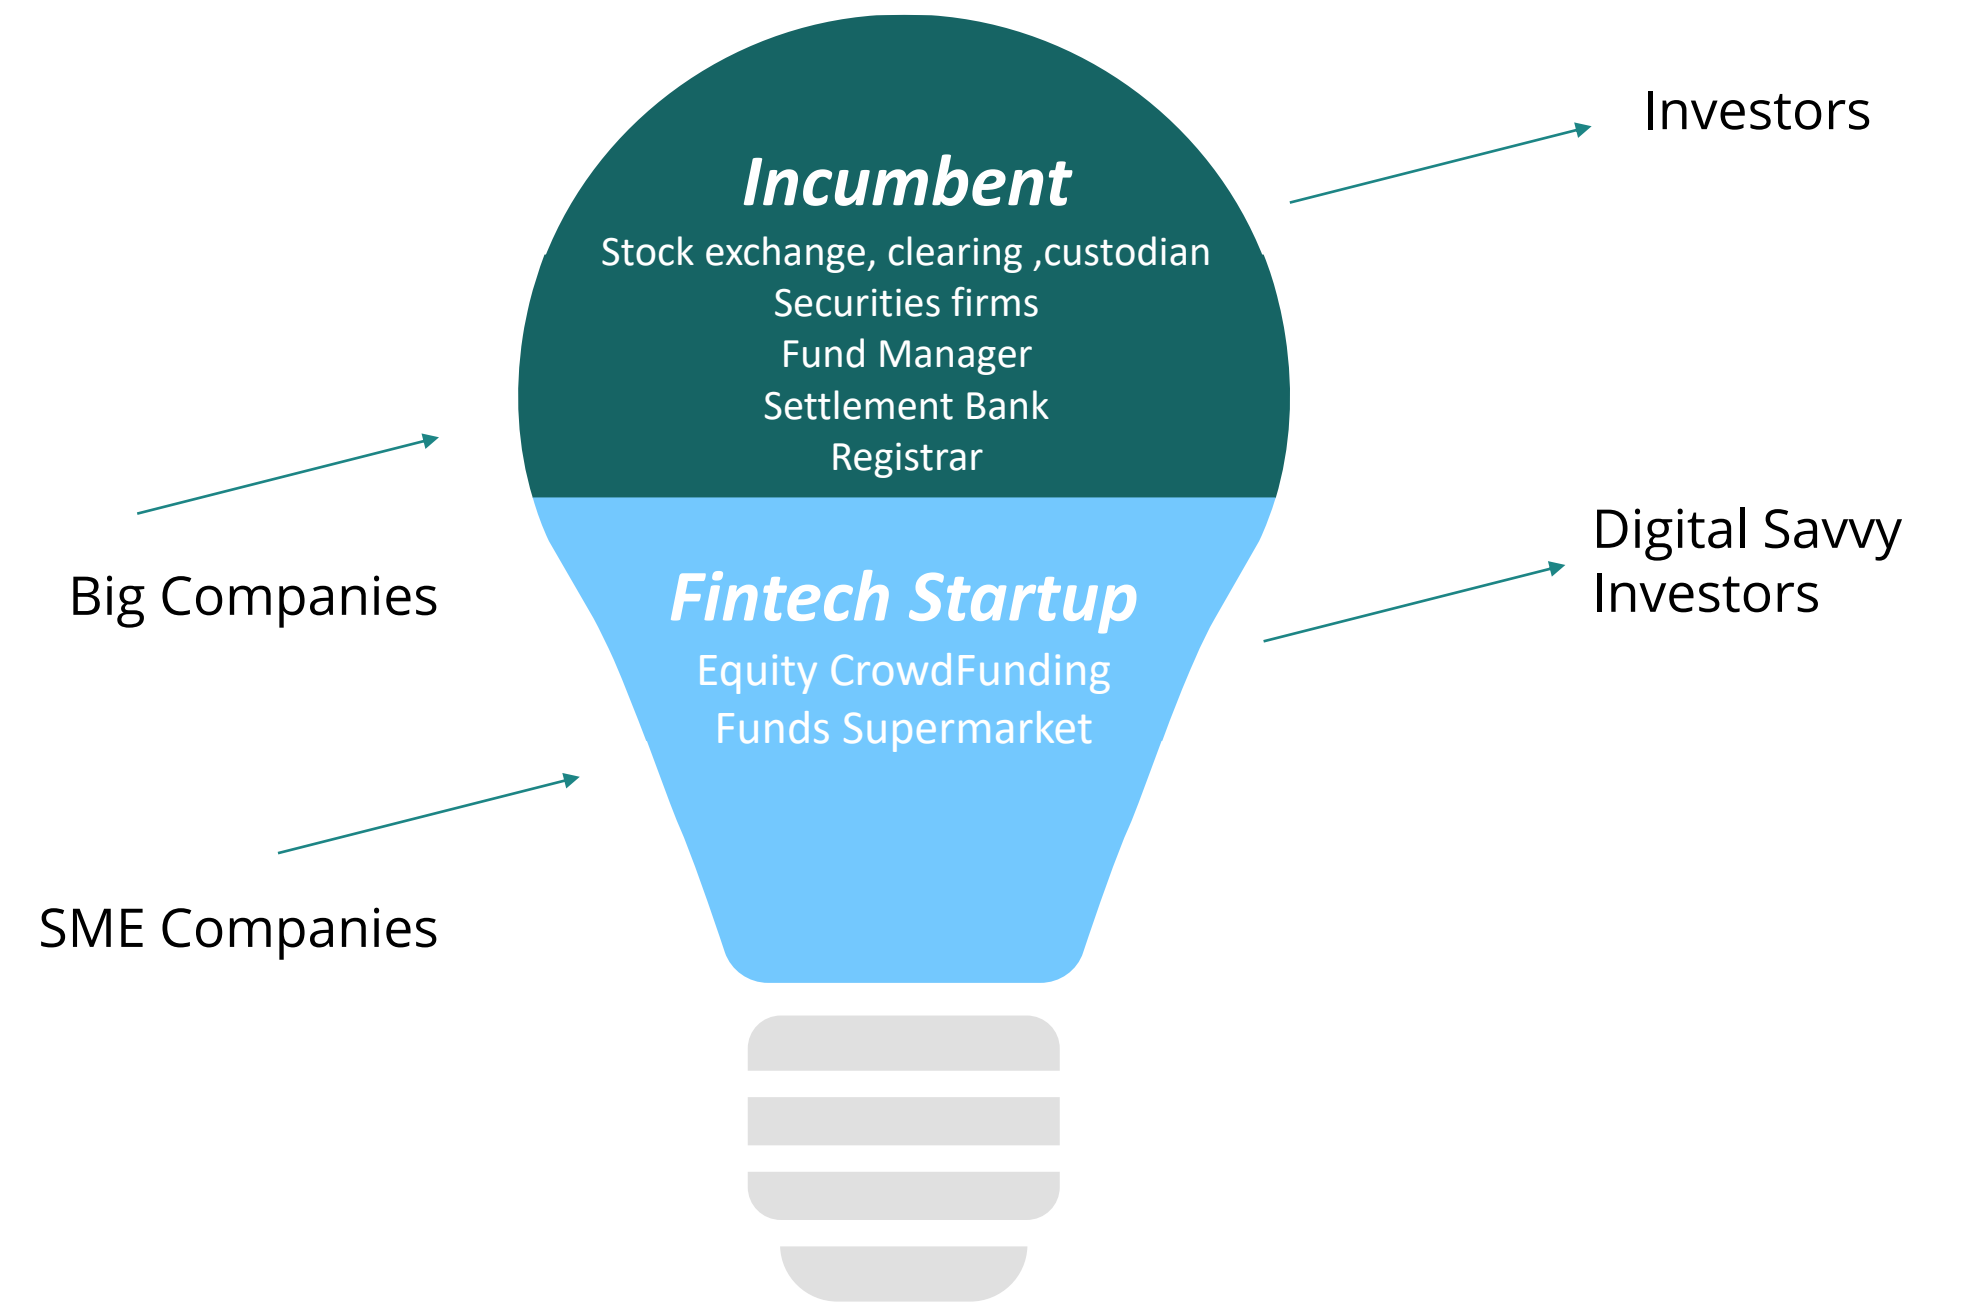 Investors
Incumbent
Stock exchange, clearing ,custodian
Securities firms
Fund Manager
Settlement Bank
Registrar
Big Companies
Digital Savvy
Investors
Fintech Startup
Equity CrowdFunding
Funds Supermarket
SME Companies